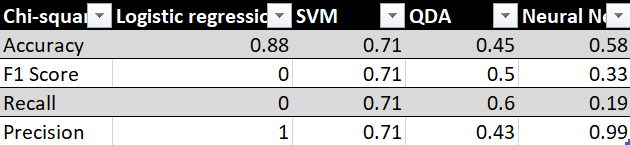 Chi-squar Logistic regressio SVM QDA Neural Ne
Accuracy 0.88 0.71 0.45 0.58
F1 Score 0 0.71 0.5 0.33
Recall 0 0.71 0.6 0.19
Precision 1 0.71 0.43 0.99